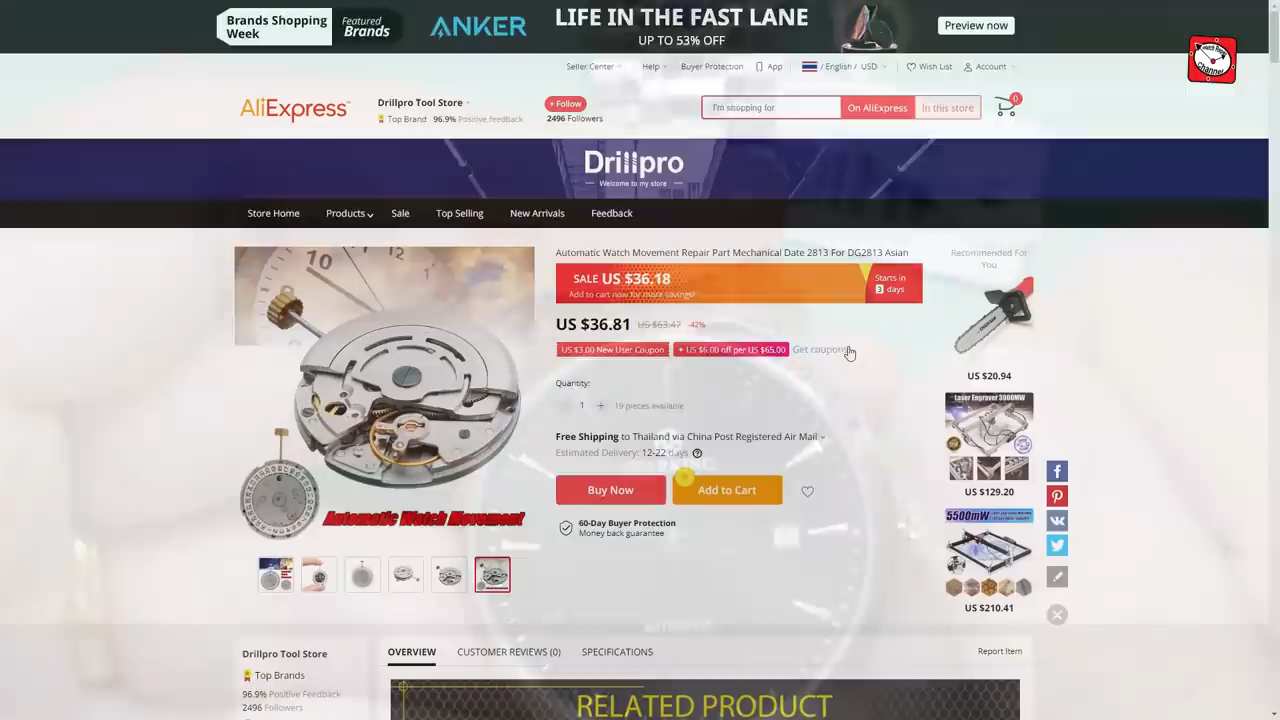 Brands Shopping
Week
Featured
Brands
ANKER
LIFE IN THE FAST LANE
UP TO 53% OFF
Preview now
Seller Center
Help
Buyer Protection
App
/ English / USD
Wish List
Account
AliExpress
Drillpro Tool Store
Top Brand 96.9% Positive feedback
+ Follow
2496 Followers
I'm shopping for
On AliExpress
In this store
0
Drillpro
Welcome to my store
Store Home
Products
Sale
Top Selling
New Arrivals
Feedback
10
12
1
Automatic Watch Movement
Automatic Watch Movement Repair Part Mechanical Date 2813 For DG2813 Asian
SALE US $36.18
Add to cart now for more savings!
Starts in
3 days
US $36.81 US $63.47 -42%
US $3.00 New User Coupon
+ US $6.00 off per US $65.00
Get coupons
Quantity:
1 + 19 pieces available
Free Shipping to Thailand via China Post Registered Air Mail
Estimated Delivery: 12-22 days
Buy Now
Add to Cart
60-Day Buyer Protection
Money back guarantee
Recommended For
You
US $20.94
Laser Engraver 3000MW
US $129.20
5500mW
US $210.41
Drillpro Tool Store
Top Brands
96.9% Positive Feedback
2496 Followers
OVERVIEW
CUSTOMER REVIEWS (0)
SPECIFICATIONS
Report Item
RELATED PRODUCT